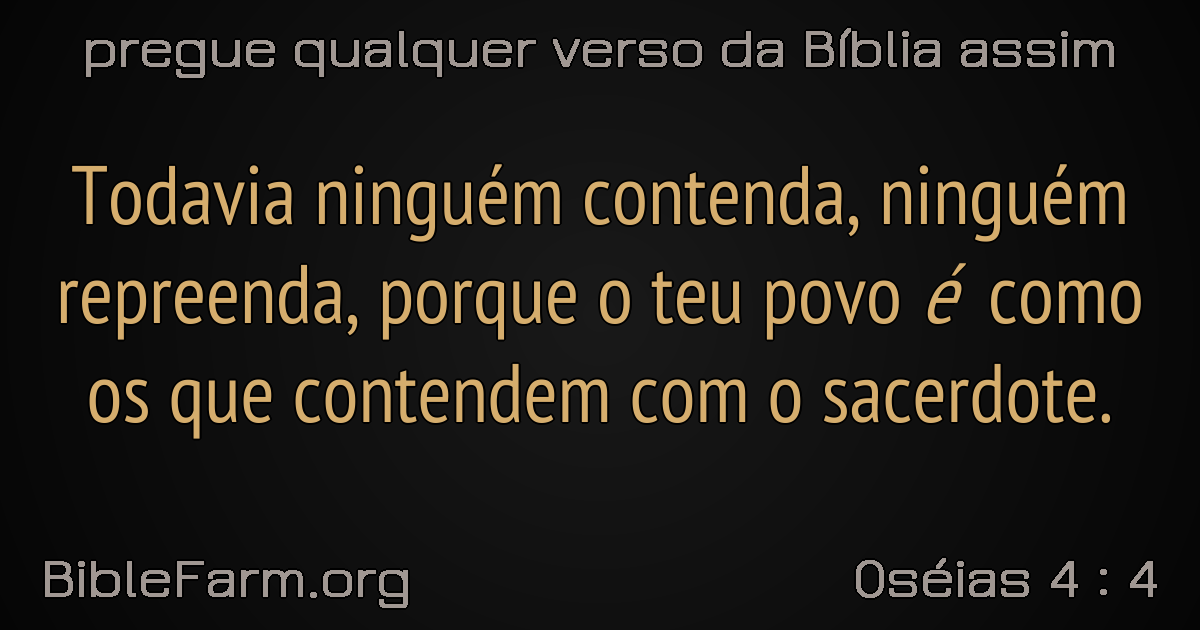 pregue qualquer verso da Bíblia assim
Todavia ninguém contenda, ninguém
repreenda, porque o teu povo é como
os que contendem com o sacerdote.
BibleFarm.org
Oséias 4 : 4